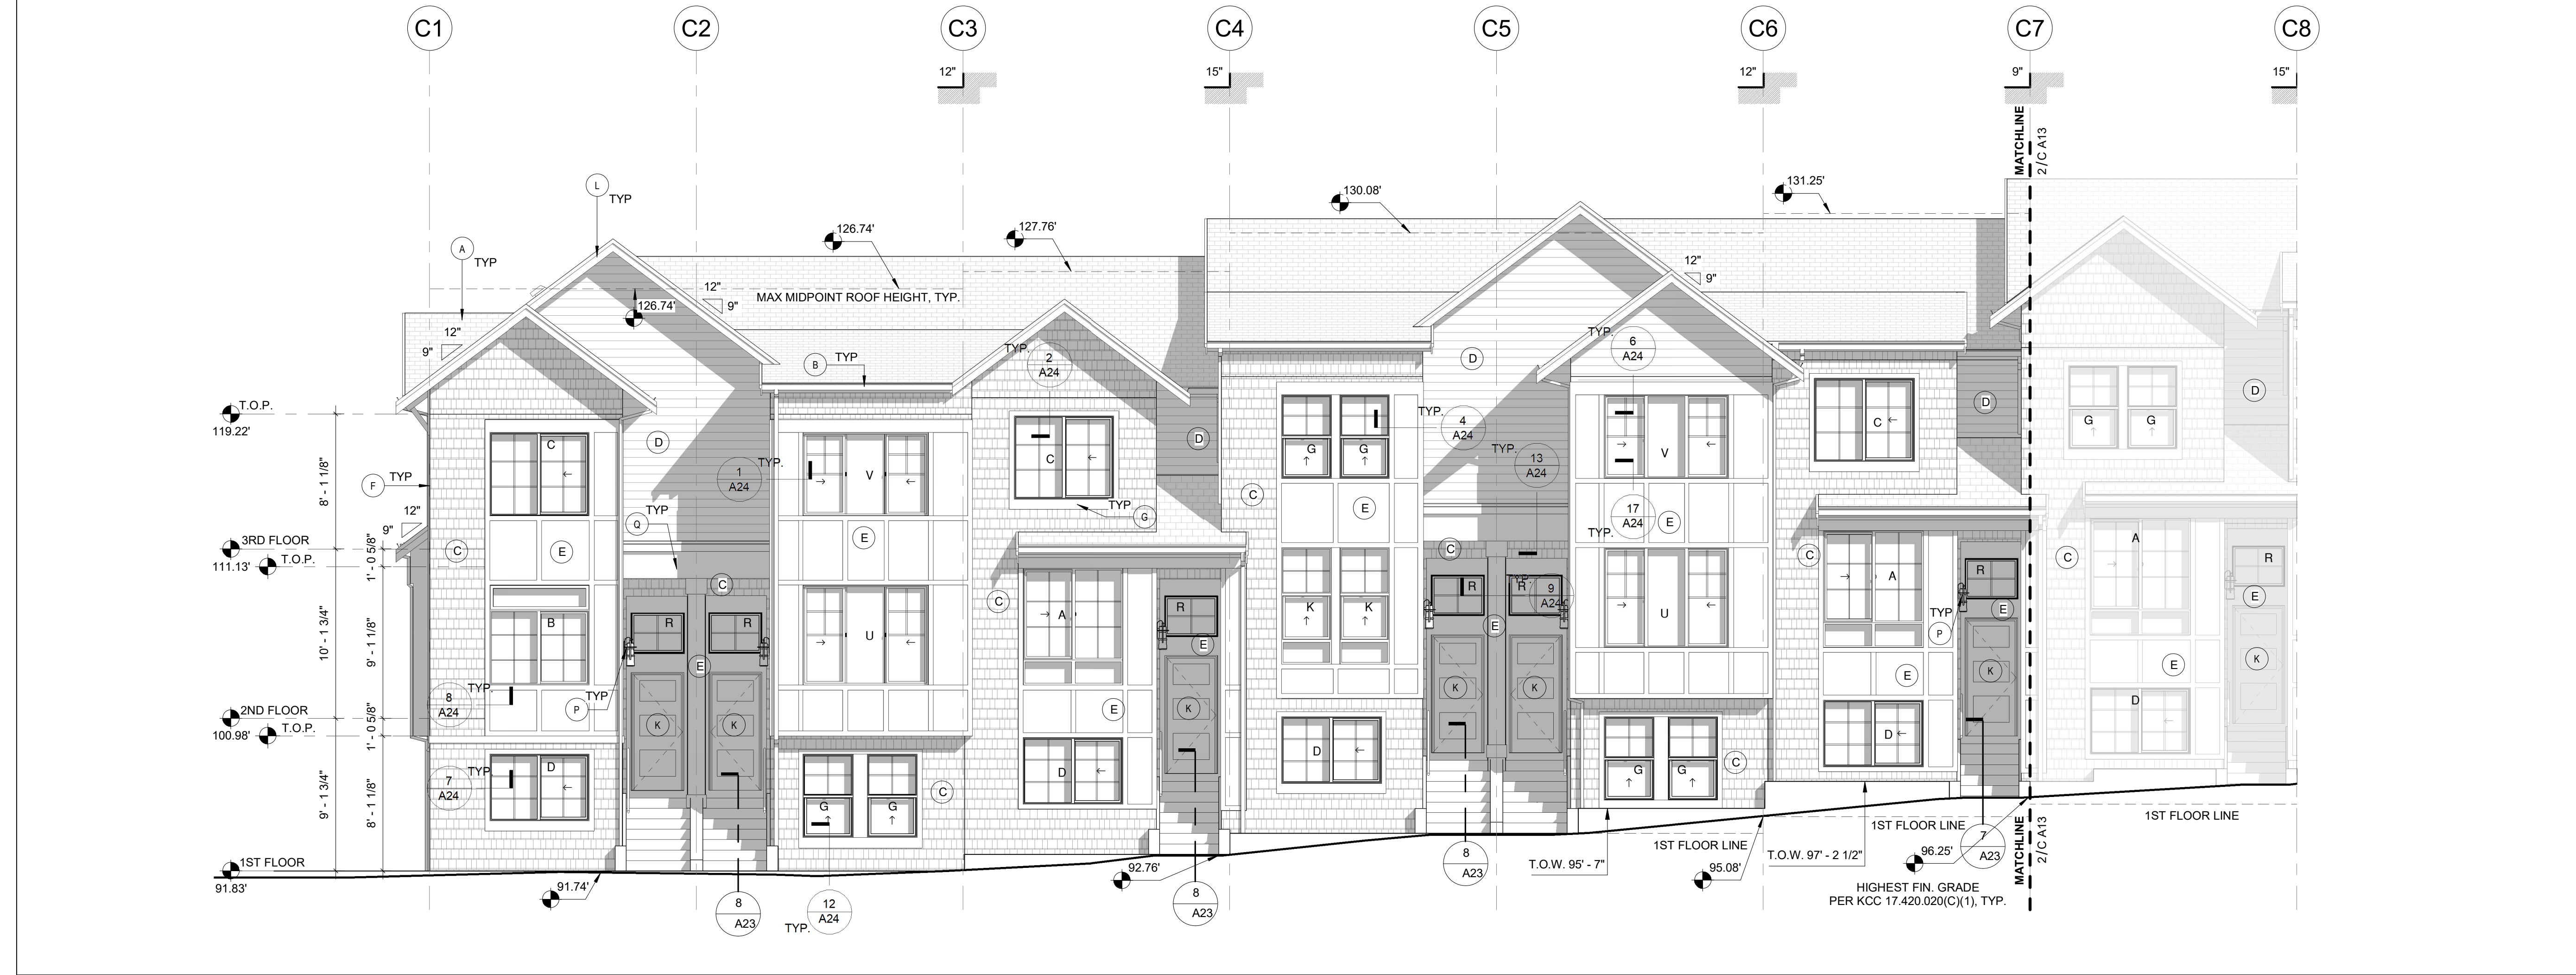 C1
C2
C3
C4
C5
C6
C7
C8
12"
15"
12"
9"
15"
MATCHLINE
2/C A13
L
TYP
A
TYP
126.74'
127.76'
130.08'
131.25'
126.74'
12"
9"
MAX MIDPOINT ROOF HEIGHT, TYP.
12"
9"
12"
9"
TYP.
2
A24
TYP.
6
A24
B
TYP
T.O.P.
119.22'
D
D
D
D
D
C
C
C
G
G
G
G
TYP.
4
A24
1
A24
TYP.
V
V
TYP.
13
A24
F
TYP
8' - 1 1/8"
12"
9"
C
E
Q
TYP
E
TYP.
G
C
E
17
A24
E
TYP.
3RD FLOOR
111.13'
T.O.P.
1' - 0 5/8"
C
C
C
C
C
A
A
A
R
R
R
R
R
R
R
E
E
E
TYP.
9
A24
B
U
U
K
K
E
E
TYP
P
10' - 1 3/4"
9' - 1 1/8"
TYP.
8
A24
TYP
P
K
K
K
K
K
K
K
E
E
E
D
2ND FLOOR
100.98'
T.O.P.
1' - 0 5/8"
D
D
D
D
TYP.
7
A24
G
G
G
G
C
C
9' - 1 3/4"
8' - 1 1/8"
1ST FLOOR
91.83'
91.74'
8
A23
TYP.
12
A24
92.76'
8
A23
8
A23
T.O.W. 95' - 7"
1ST FLOOR LINE
95.08'
T.O.W. 97' - 2 1/2"
1ST FLOOR LINE
96.25'
7
A23
HIGHEST FIN. GRADE
PER KCC 17.420.020(C)(1), TYP.
MATCHLINE
2/C A13
1ST FLOOR LINE